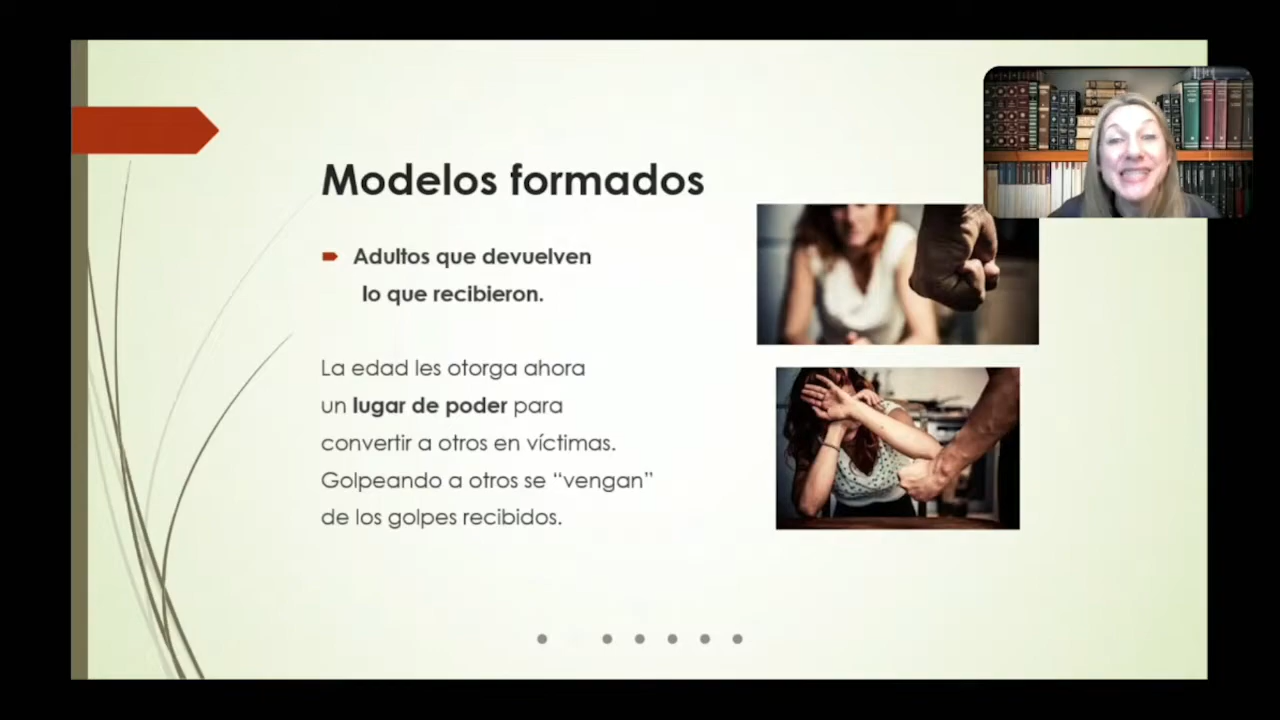 Modelos formados
Adultos que devuelven
lo que recibieron.
La edad les otorga ahora
un lugar de poder para
convertir a otros en víctimas.
Golpeando a otros se “vengan”
de los golpes recibidos.